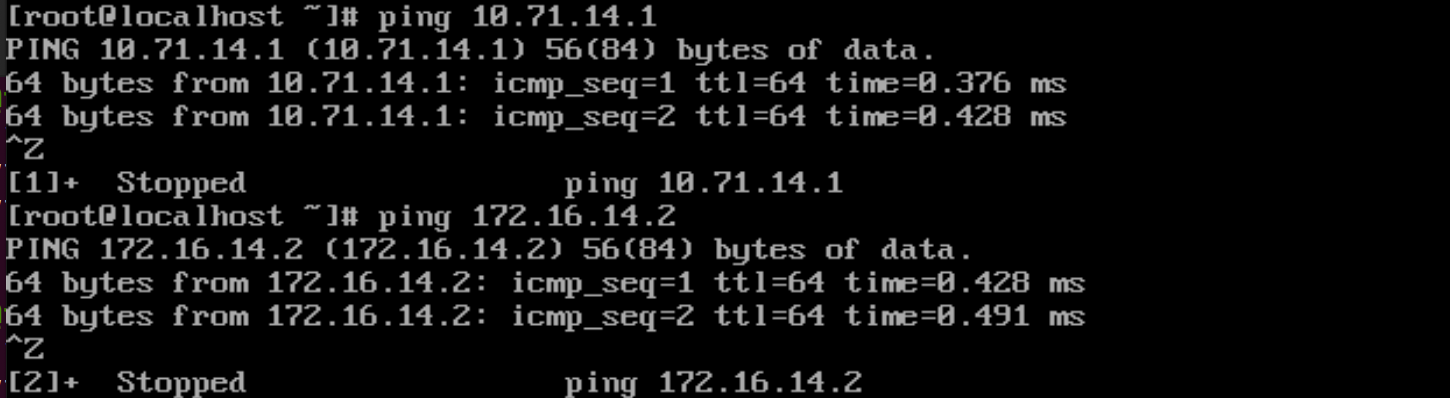 [root@localhost ~]# ping 10.71.14.1
PING 10.71.14.1 (10.71.14.1) 56(84) bytes of data.
64 bytes from 10.71.14.1: icmp_seq=1 ttl=64 time=0.376 ms
64 bytes from 10.71.14.1: icmp_seq=2 ttl=64 time=0.428 ms
^Z
[1]+  Stopped                 ping 10.71.14.1
[root@localhost ~]# ping 172.16.14.2
PING 172.16.14.2 (172.16.14.2) 56(84) bytes of data.
64 bytes from 172.16.14.2: icmp_seq=1 ttl=64 time=0.428 ms
64 bytes from 172.16.14.2: icmp_seq=2 ttl=64 time=0.491 ms
^Z
[2]+  Stopped                 ping 172.16.14.2